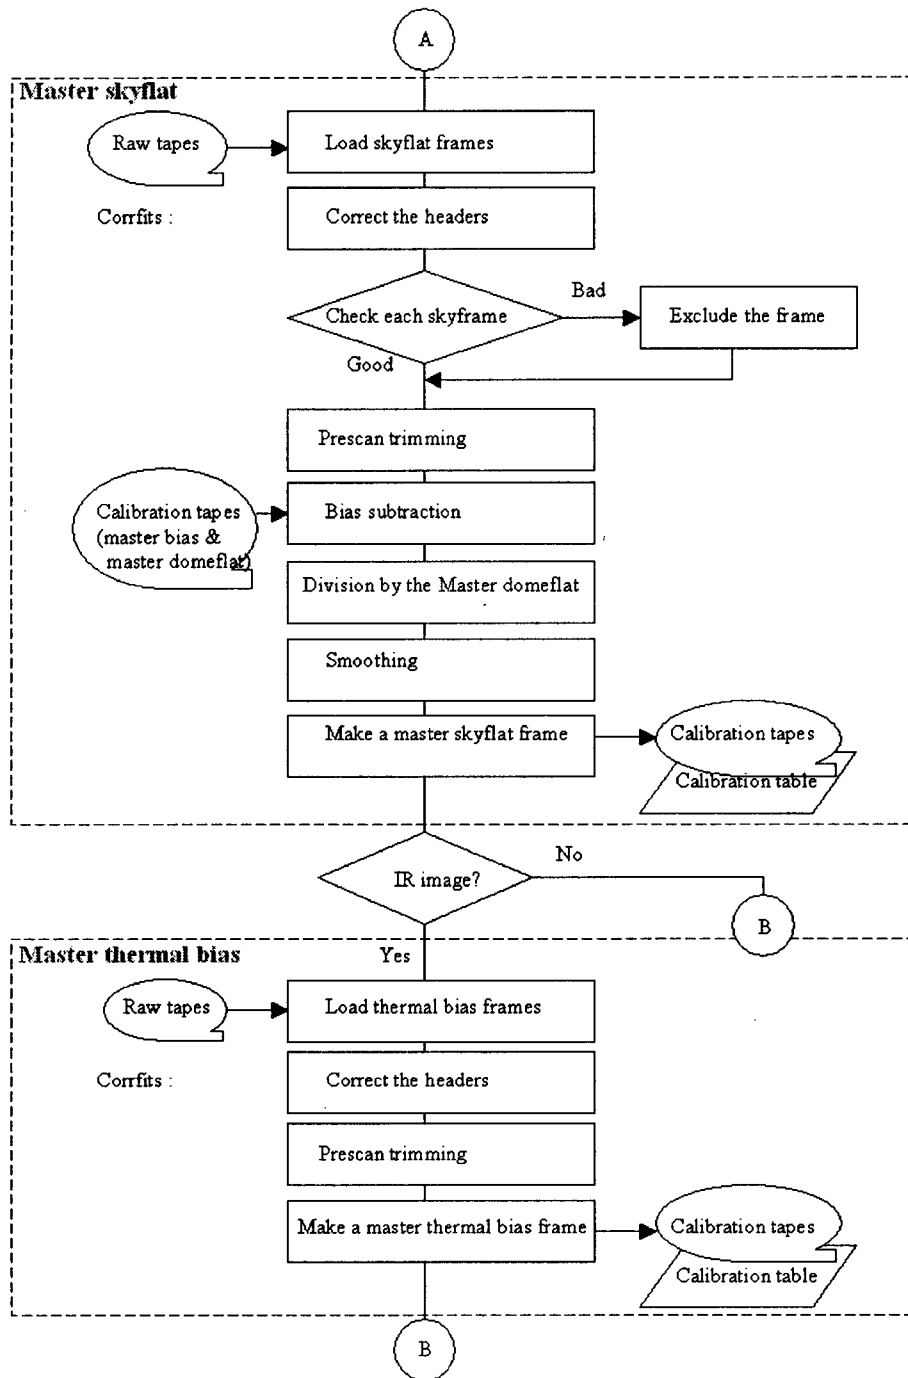 A
Master skyflat
Raw tapes
Load skyflat frames
Corrfits :
Correct the headers
Check each skyframe
Bad
Exclude the frame
Good
Prescan trimming
Calibration tapes
(master bias &
master domeflat)
Bias subtraction
Division by the Master domeflat
Smoothing
Make a master skyflat frame
Calibration tapes
Calibration table
IR image?
No
B
Yes
Master thermal bias
Raw tapes
Load thermal bias frames
Corrfits :
Correct the headers
Prescan trimming
Make a master thermal bias frame
Calibration tapes
Calibration table
B